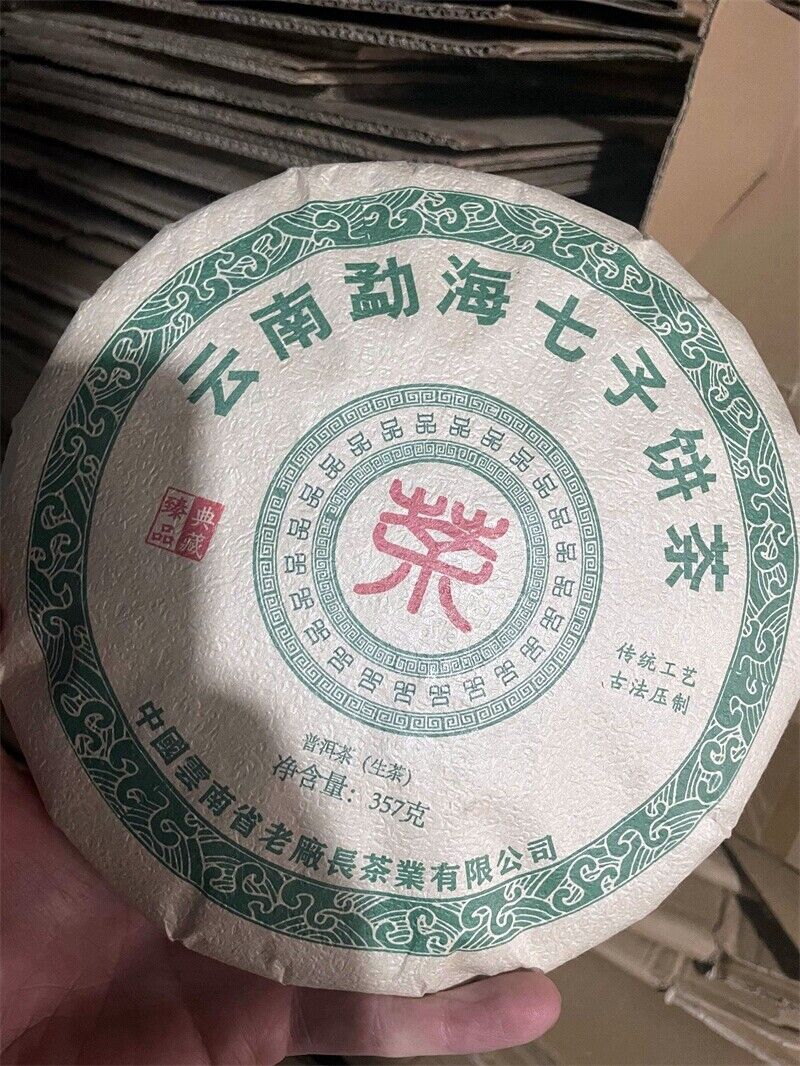 云南勐海七子饼茶
典藏
臻品
茶
传统工艺
古法压制
普洱茶（生茶）
净含量：357克
中國雲南省老廠長茶業有限公司